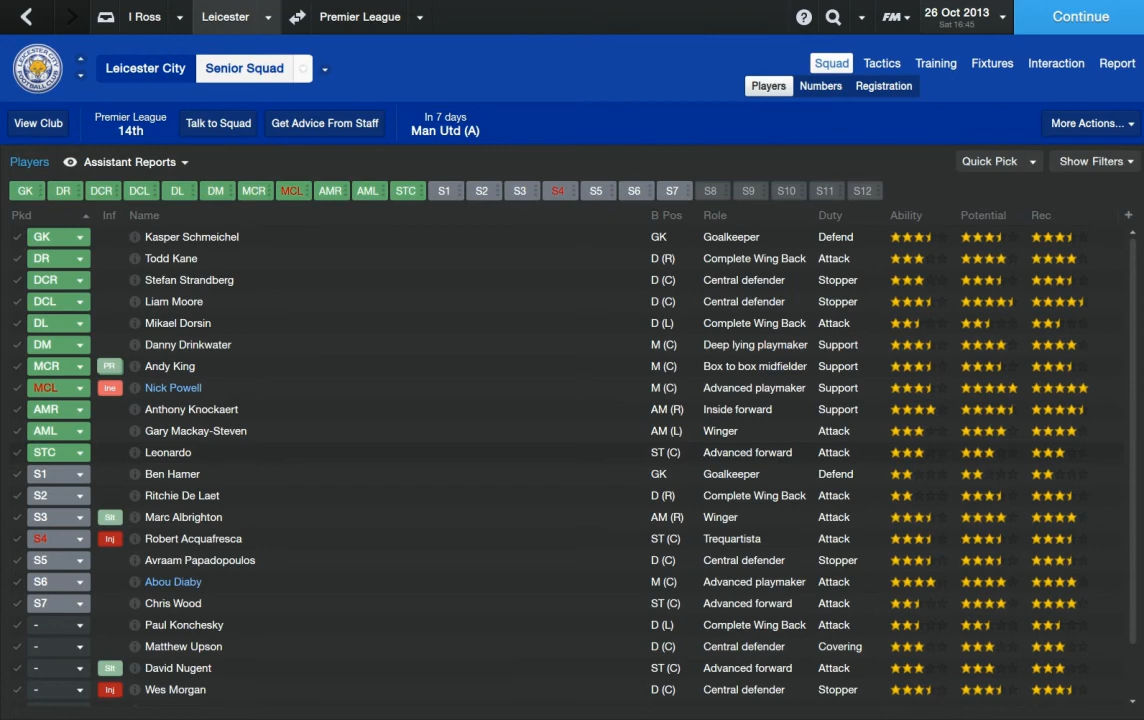 I Ross Leicester Premier League FM 26 Oct 2013 Continue
Sat 16:45
LEICESTER CITY
FOOTBALL CLUB
Leicester City Senior Squad Squad Tactics Training Fixtures Interaction Report
Players Numbers Registration
View Club Premier League 14th Talk to Squad Get Advice From Staff In 7 days Man Utd (A) More Actions...
Players Assistant Reports Quick Pick Show Filters
GK DR DCR DCL DL DM MCR MCL AMR AML STC S1 S2 S3 S4 S5 S6 S7 S8 S9 S10 S11 S12
Pkd Inf Name B Pos Role Duty Ability Potential Rec +
GK Kasper Schmeichel GK Goalkeeper Defend
DR Todd Kane D (R) Complete Wing Back Attack
DCR Stefan Strandberg D (C) Central defender Stopper
DCL Liam Moore D (C) Central defender Stopper
DL Mikael Dorsin D (L) Complete Wing Back Attack
DM Danny Drinkwater M (C) Deep lying playmaker Support
MCR PR Andy King M (C) Box to box midfielder Support
MCL Ine Nick Powell M (C) Advanced playmaker Support
AMR Anthony Knockaert AM (R) Inside forward Support
AML Gary Mackay-Steven AM (L) Winger Attack
STC Leonardo ST (C) Advanced forward Attack
S1 Ben Hamer GK Goalkeeper Defend
S2 Ritchie De Laet D (R) Complete Wing Back Attack
S3 Slt Marc Albrighton AM (R) Winger Attack
S4 Inj Robert Acquafresca ST (C) Trequartista Attack
S5 Avraam Papadopoulos D (C) Central defender Stopper
S6 Abou Diaby M (C) Advanced playmaker Attack
S7 Chris Wood ST (C) Advanced forward Attack
- Paul Konchesky D (L) Complete Wing Back Attack
- Matthew Upson D (C) Central defender Covering
- Slt David Nugent ST (C) Advanced forward Attack
- Inj Wes Morgan D (C) Central defender Stopper